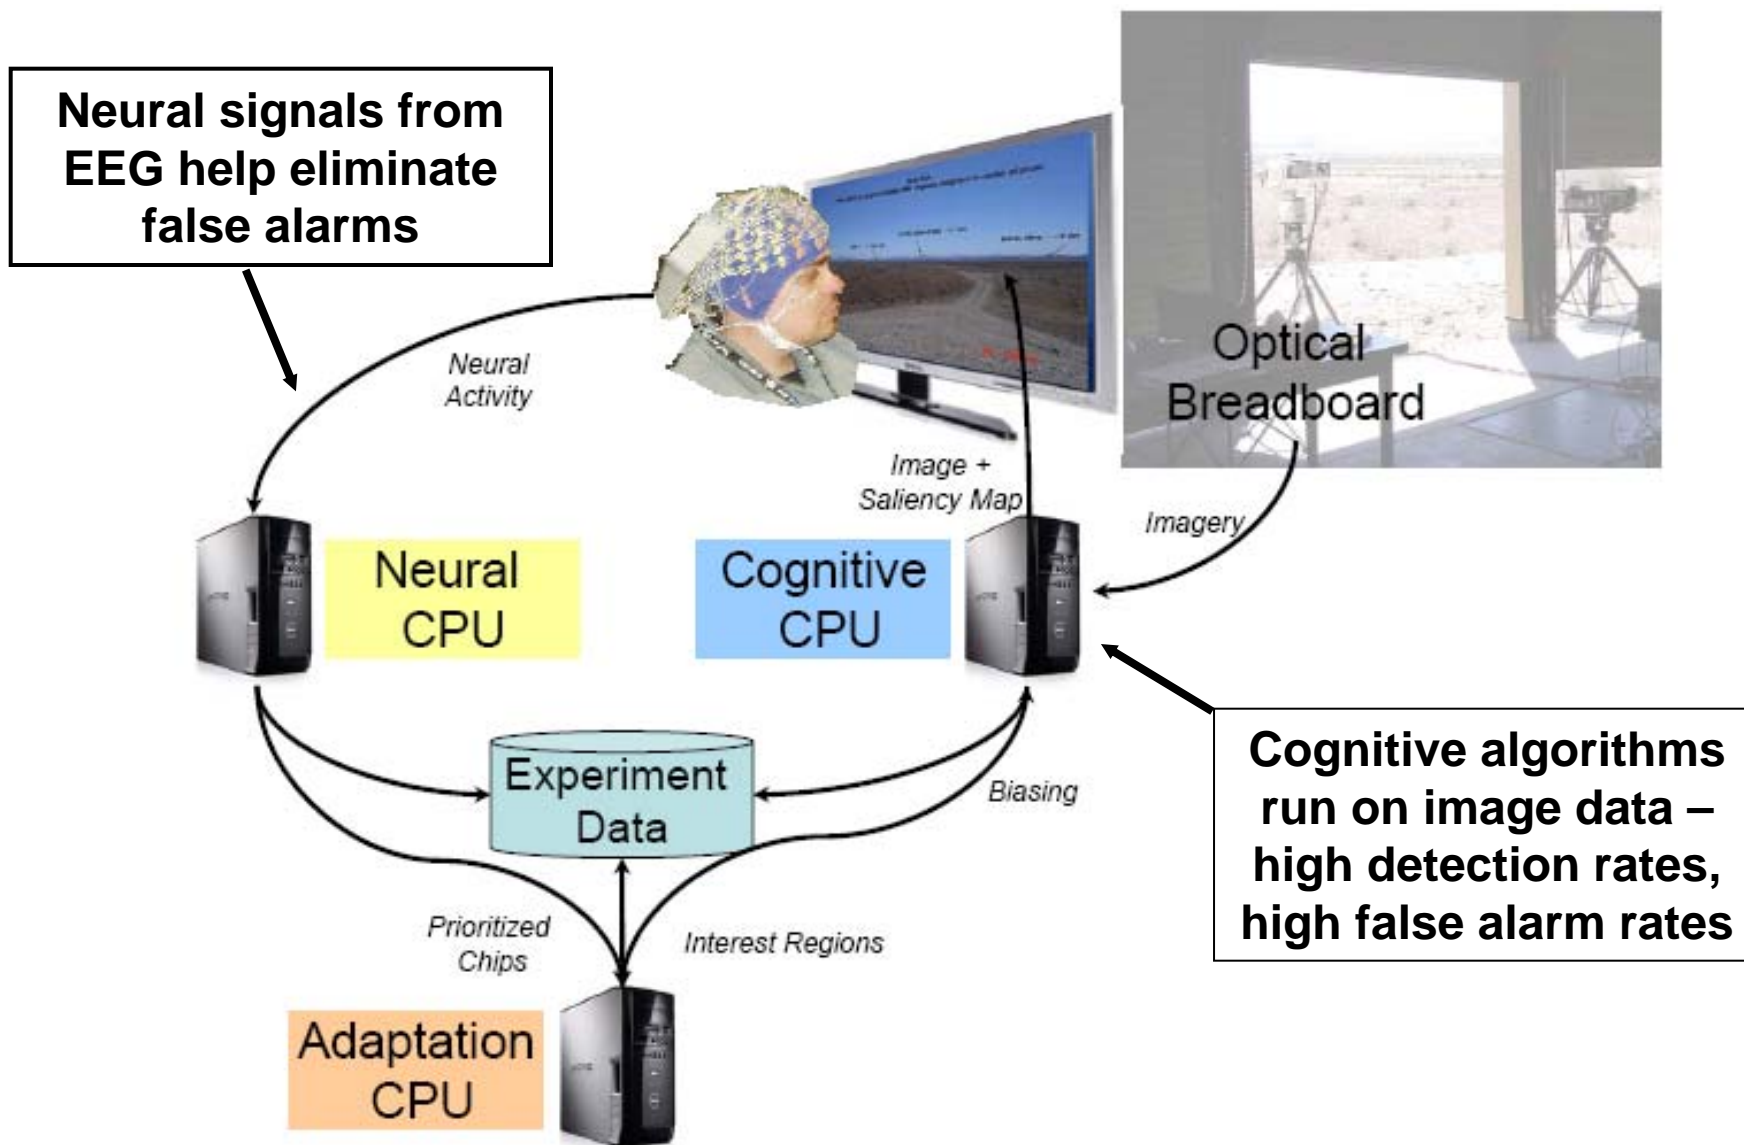 Neural signals from
EEG help eliminate
false alarms
Neural
Activity
Optical
Breadboard
Image +
Saliency Map
Imagery
Neural
CPU
Cognitive
CPU
Experiment
Data
Biasing
Cognitive algorithms
run on image data –
high detection rates,
high false alarm rates
Prioritized
Chips
Interest Regions
Adaptation
CPU